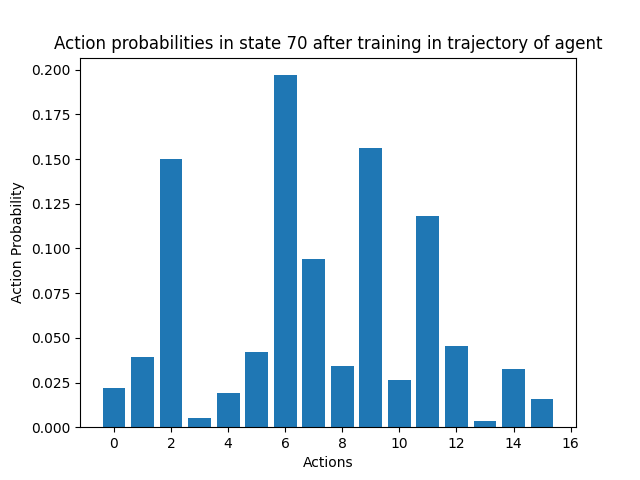 Action probabilities in state 70 after training in trajectory of agent
0.200
0.175
0.150
0.125
0.100
0.075
0.050
0.025
0.000
Action Probability
0 2 4 6 8 10 12 14 16
Actions